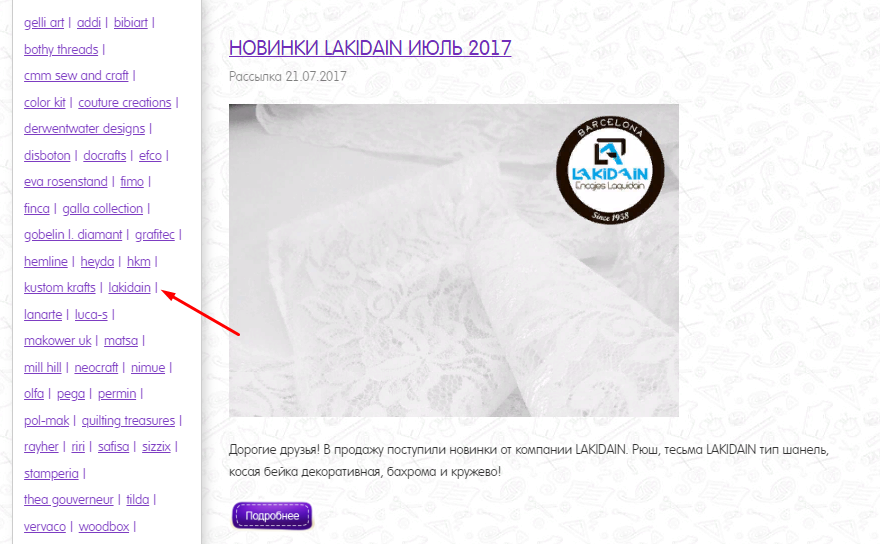 gelli art | addi | bibiart |
bothy threads |
cmm sew and craft |
color kit | couture creations |
derwentwater designs |
disboton | docrafts | efco |
eva rosenstand | fimo |
finca | galla collection |
gobelin l. diamant | grafitec |
hemline | heyda | hkm |
kustom krafts | lakidain |
lanarte | luca-s |
makower uk | matsa |
mill hill | neocraft | nimue |
olfa | pega | permin |
pol-mak | quilting treasures |
rayher | riri | safisa | sizzix |
stamperia |
thea gouverneur | tilda |
vervaco | woodbox |
НОВИНКИ LAKIDAIN ИЮЛЬ 2017
Рассылка 21.07.2017
BARCELONA
LAKIDAIN
Encajes Laquidain
Since 1958
Дорогие друзья! В продажу поступили новинки от компании LAKIDAIN. Рюш, тесьма LAKIDAIN тип шанель,
косая бейка декоративная, бахрома и кружево!
Подробнее